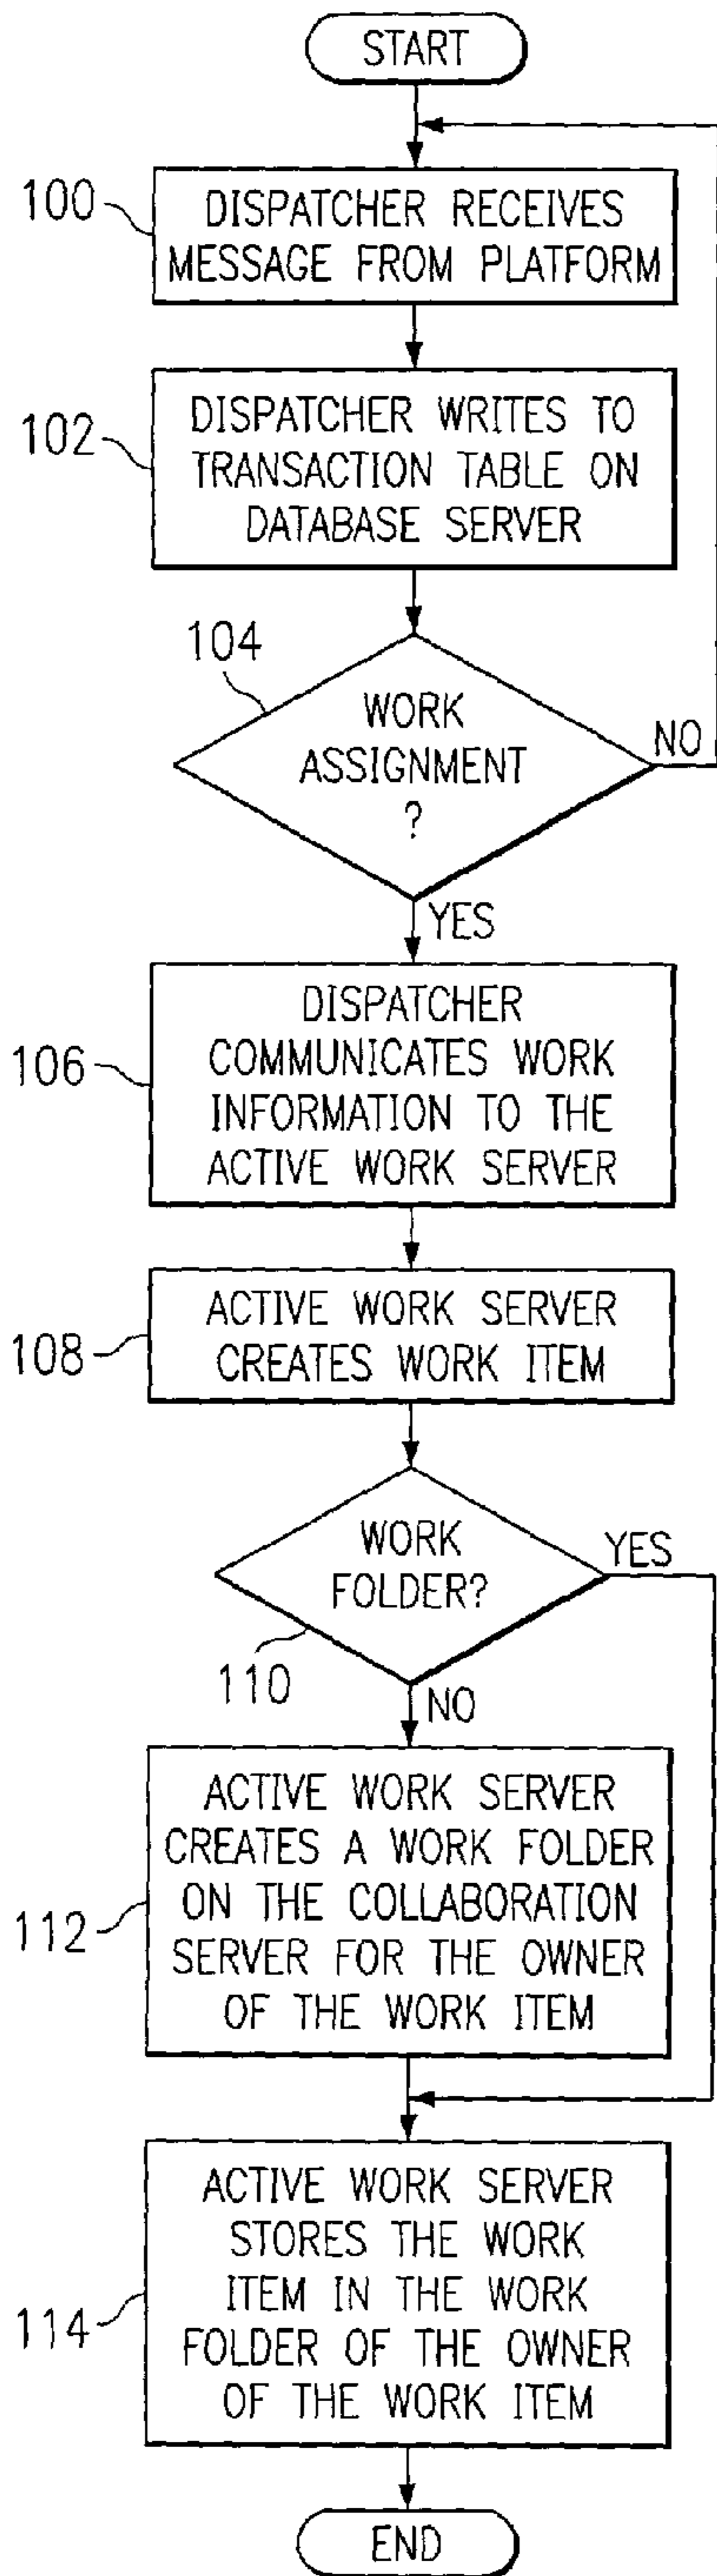 START
100
DISPATCHER RECEIVES
MESSAGE FROM PLATFORM
102
DISPATCHER WRITES TO
TRANSACTION TABLE ON
DATABASE SERVER
104
WORK
ASSIGNMENT
?
NO
YES
106
DISPATCHER
COMMUNICATES WORK
INFORMATION TO THE
ACTIVE WORK SERVER
108
ACTIVE WORK SERVER
CREATES WORK ITEM
WORK
FOLDER?
YES
110
NO
112
ACTIVE WORK SERVER
CREATES A WORK FOLDER
ON THE COLLABORATION
SERVER FOR THE OWNER
OF THE WORK ITEM
114
ACTIVE WORK SERVER
STORES THE WORK
ITEM IN THE WORK
FOLDER OF THE OWNER
OF THE WORK ITEM
END